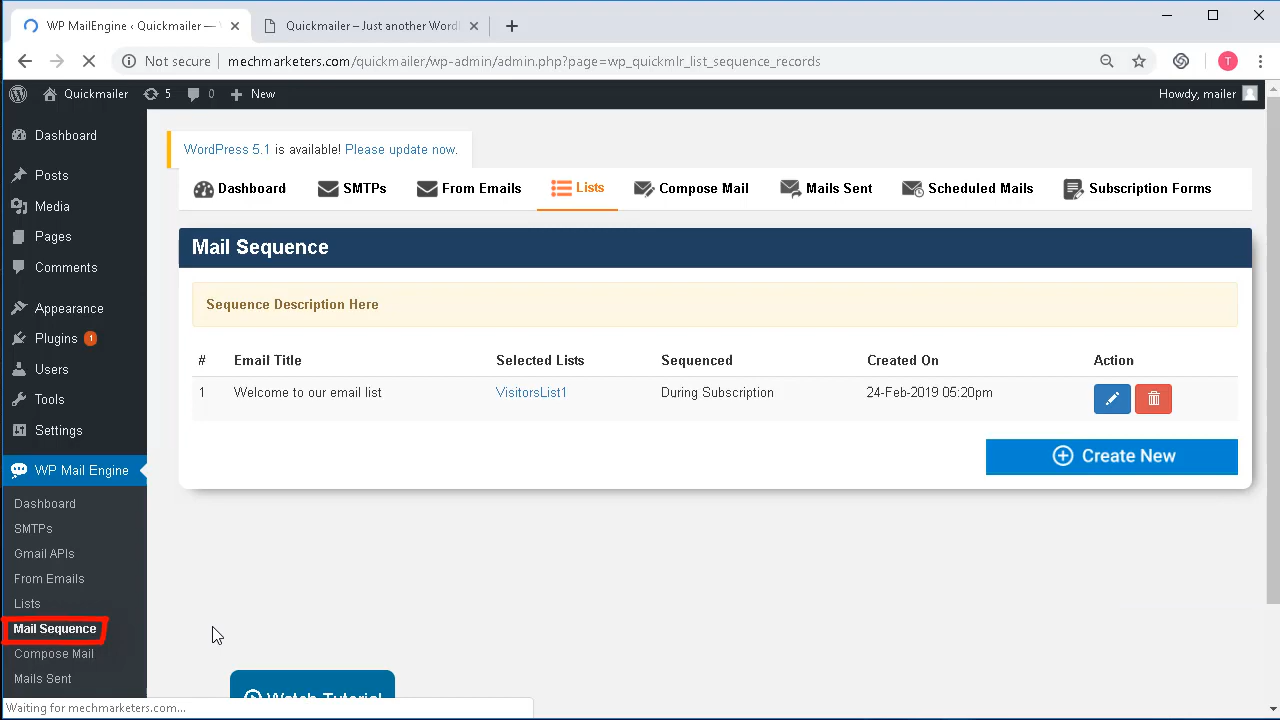 WP MailEngine ‹ Quickmailer —
Quickmailer – Just another Word
Not secure
mechmarketers.com/quickmailer/wp-admin/admin.php?page=wp_quickmlr_list_sequence_records
T
Quickmailer
5
0
New
Howdy, mailer
Dashboard
Posts
Media
Pages
Comments
Appearance
Plugins 1
Users
Tools
Settings
WP Mail Engine
Dashboard
SMTPs
Gmail APIs
From Emails
Lists
Mail Sequence
Compose Mail
Mails Sent
WordPress 5.1 is available! Please update now.
Dashboard SMTPs From Emails Lists Compose Mail Mails Sent Scheduled Mails Subscription Forms
Mail Sequence
Sequence Description Here
# Email Title Selected Lists Sequenced Created On Action
1 Welcome to our email list VisitorsList1 During Subscription 24-Feb-2019 05:20pm
Create New
Watch Tutorial
Waiting for mechmarketers.com...